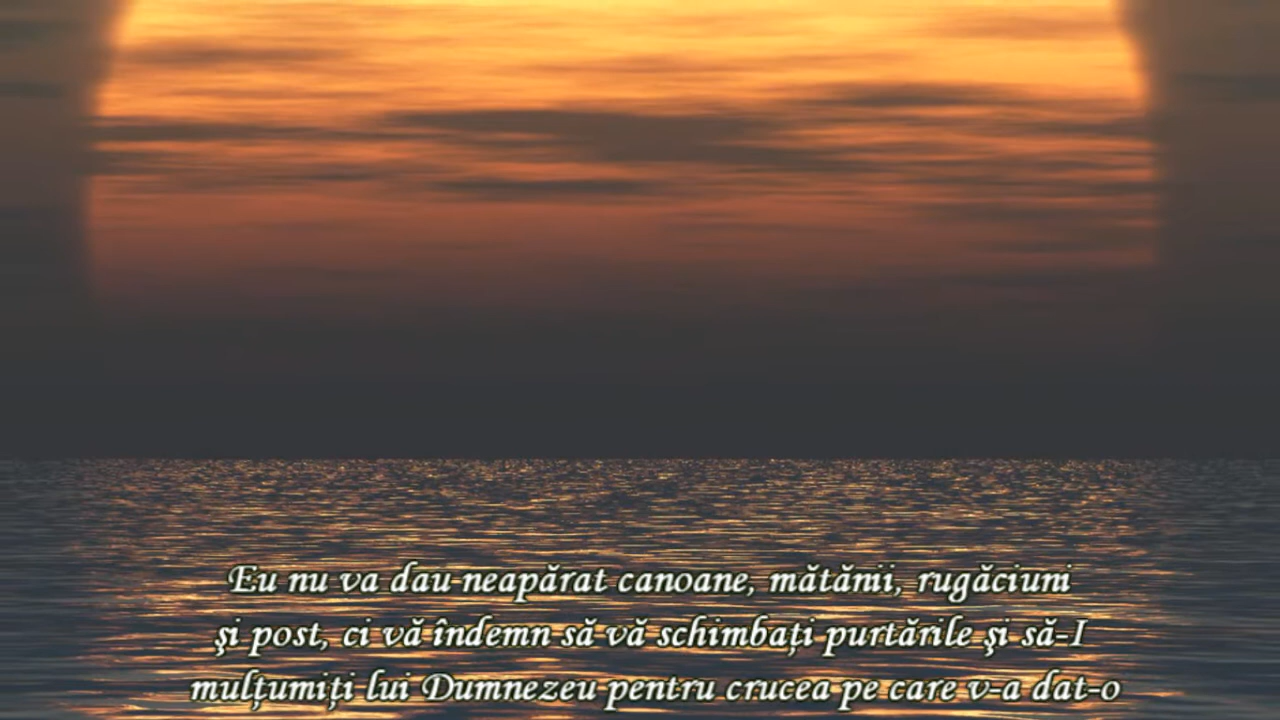 Eu nu va dau neapărat canoane, mătănii, rugăciuni
şi post, ci vă îndemn să vă schimbați purtările şi să-I
mulțumiți lui Dumnezeu pentru crucea pe care v-a dat-o